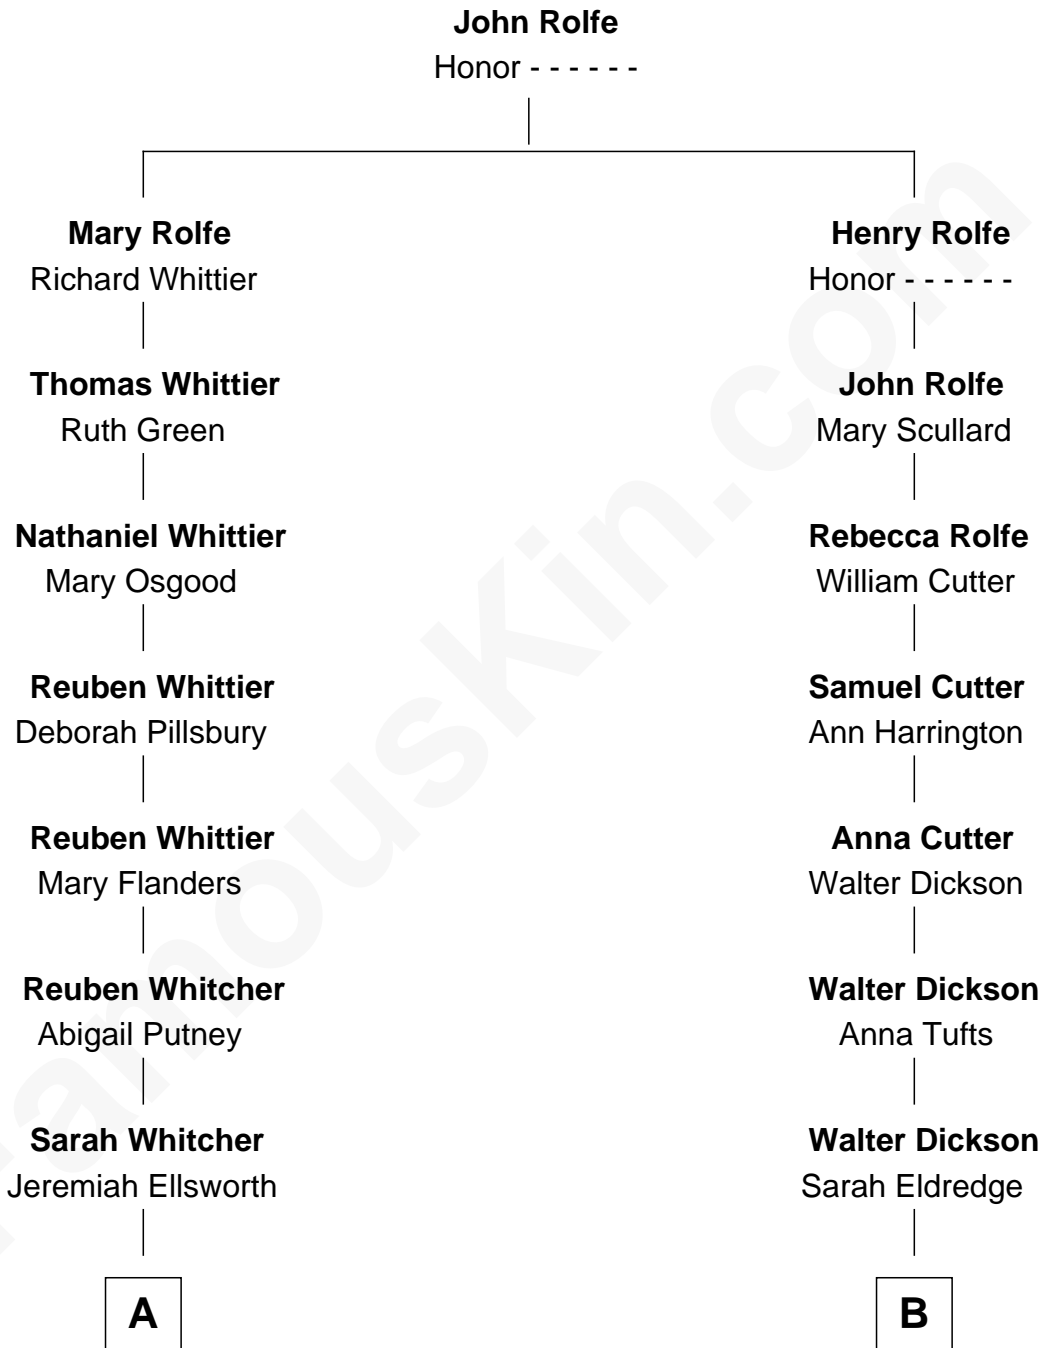 John Rolfe
Honor - - - - - -
Mary Rolfe
Richard Whittier
Thomas Whittier
Ruth Green
Nathaniel Whittier
Mary Osgood
Reuben Whittier
Deborah Pillsbury
Reuben Whittier
Mary Flanders
Reuben Whitcher
Abigail Putney
Sarah Whitcher
Jeremiah Ellsworth
A
Henry Rolfe
Honor - - - - - -
John Rolfe
Mary Scullard
Rebecca Rolfe
William Cutter
Samuel Cutter
Ann Harrington
Anna Cutter
Walter Dickson
Walter Dickson
Anna Tufts
Walter Dickson
Sarah Eldredge
B
FamousKin.com